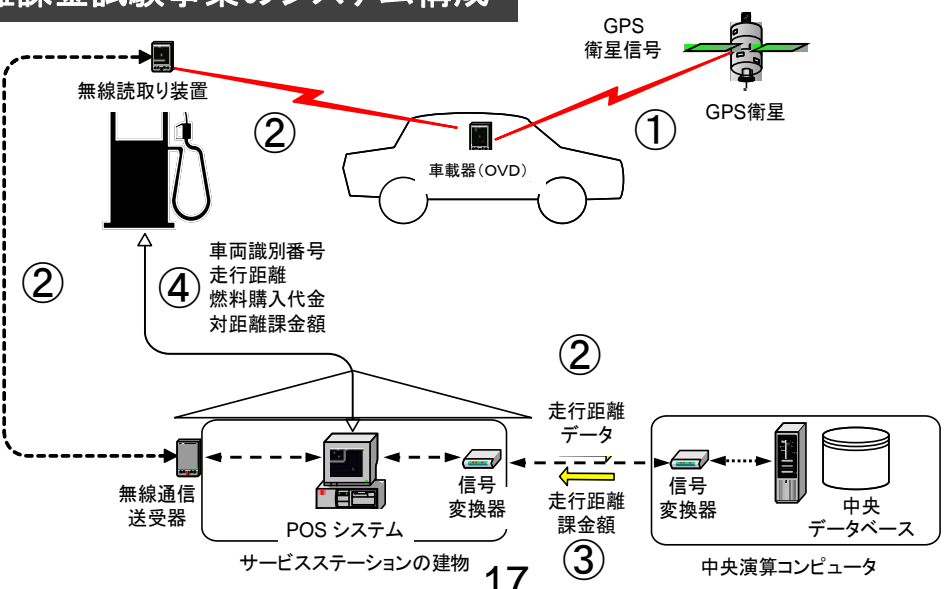 離課金試験事業のシステム構成
GPS
衛星信号
GPS衛星
無線読取り装置
②
①
車載器(OVD)
②
④
車両識別番号
走行距離
燃料購入代金
対距離課金額
②
走行距離
データ
無線通信
送受器
POS システム
信号
変換器
走行距離
課金額
③
信号
変換器
中央
データベース
サービスステーションの建物
中央演算コンピュータ
17